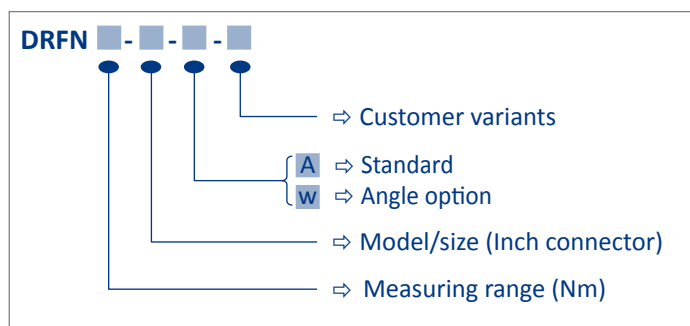 DRFN - - -
⇨ Customer variants
A ⇨ Standard
w ⇨ Angle option
⇨ Model/size (Inch connector)
⇨ Measuring range (Nm)